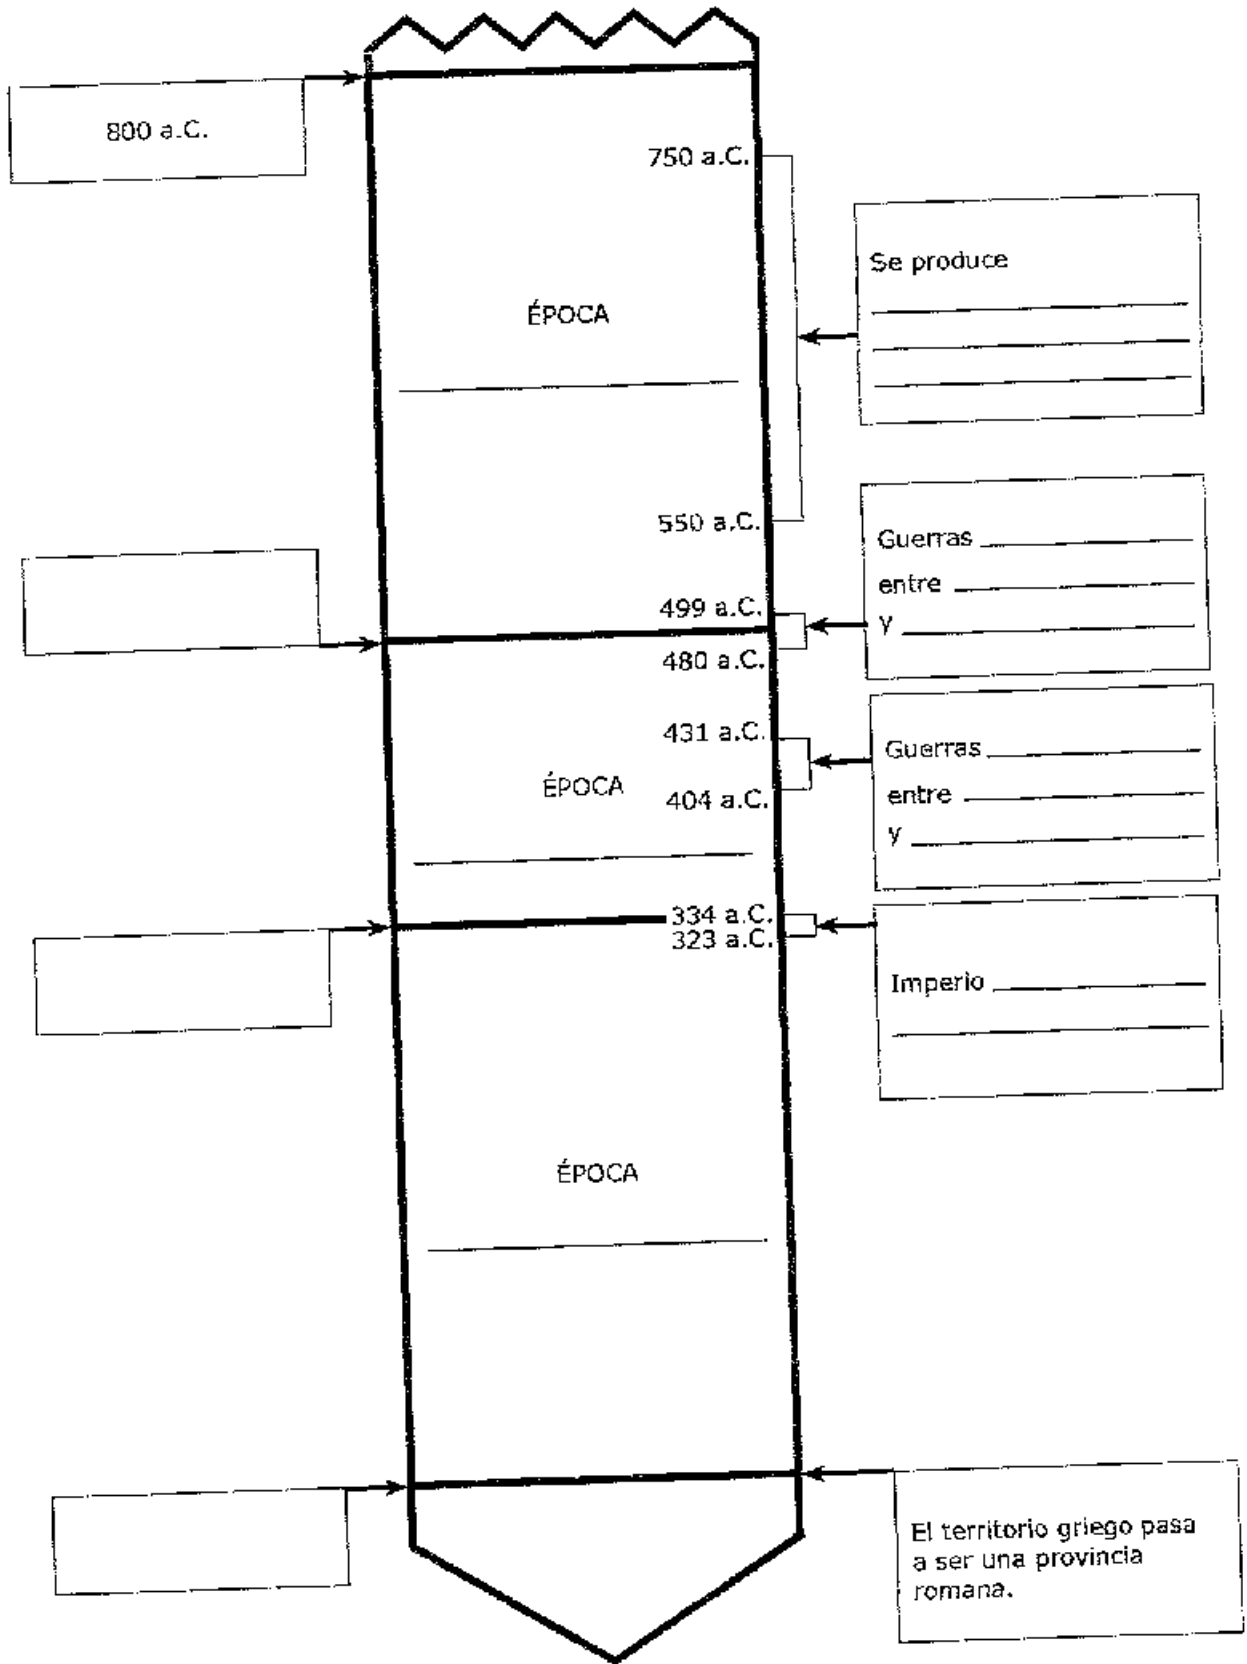 800 a.C.
750 a.C.
Se produce
ÉPOCA
550 a.C.
Guerras
entre
y
499 a.C.
480 a.C.
431 a.C.
Guerras
entre
y
ÉPOCA
404 a.C.
334 a.C.
323 a.C.
Imperio
ÉPOCA
El territorio griego pasa
a ser una provincia
romana.